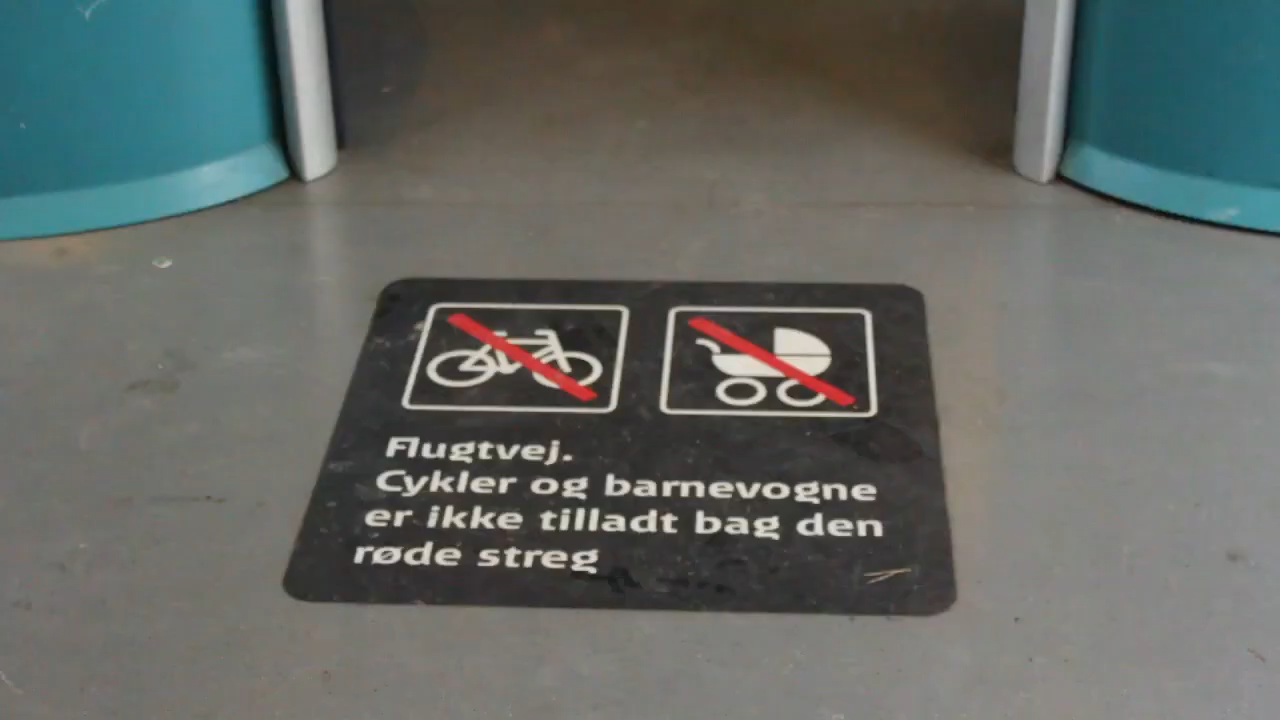 Flugtvej.
Cykler og barnevogne
er ikke tilladt bag den
røde streg